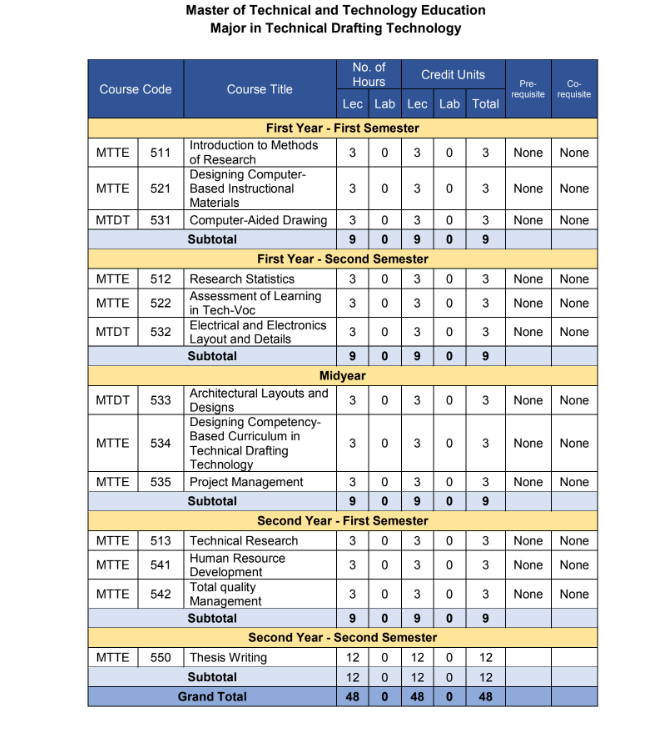 Master of Technical and Technology Education
Major in Technical Drafting Technology
Course Code Course Title No. of Hours Credit Units Pre-requisite Co-requisite
Lec Lab Lec Lab Total
First Year - First Semester
MTTE 511 Introduction to Methods of Research 3 0 3 0 3 None None
MTTE 521 Designing Computer-Based Instructional Materials 3 0 3 0 3 None None
MTDT 531 Computer-Aided Drawing 3 0 3 0 3 None None
Subtotal 9 0 9 0 9
First Year - Second Semester
MTTE 512 Research Statistics 3 0 3 0 3 None None
MTTE 522 Assessment of Learning in Tech-Voc 3 0 3 0 3 None None
MTDT 532 Electrical and Electronics Layout and Details 3 0 3 0 3 None None
Subtotal 9 0 9 0 9
Midyear
MTDT 533 Architectural Layouts and Designs 3 0 3 0 3 None None
MTTE 534 Designing Competency-Based Curriculum in Technical Drafting Technology 3 0 3 0 3 None None
MTTE 535 Project Management 3 0 3 0 3 None None
Subtotal 9 0 9 0 9
Second Year - First Semester
MTTE 513 Technical Research 3 0 3 0 3 None None
MTTE 541 Human Resource Development 3 0 3 0 3 None None
MTTE 542 Total quality Management 3 0 3 0 3 None None
Subtotal 9 0 9 0 9
Second Year - Second Semester
MTTE 550 Thesis Writing 12 0 12 0 12
Subtotal 12 0 12 0 12
Grand Total 48 0 48 0 48